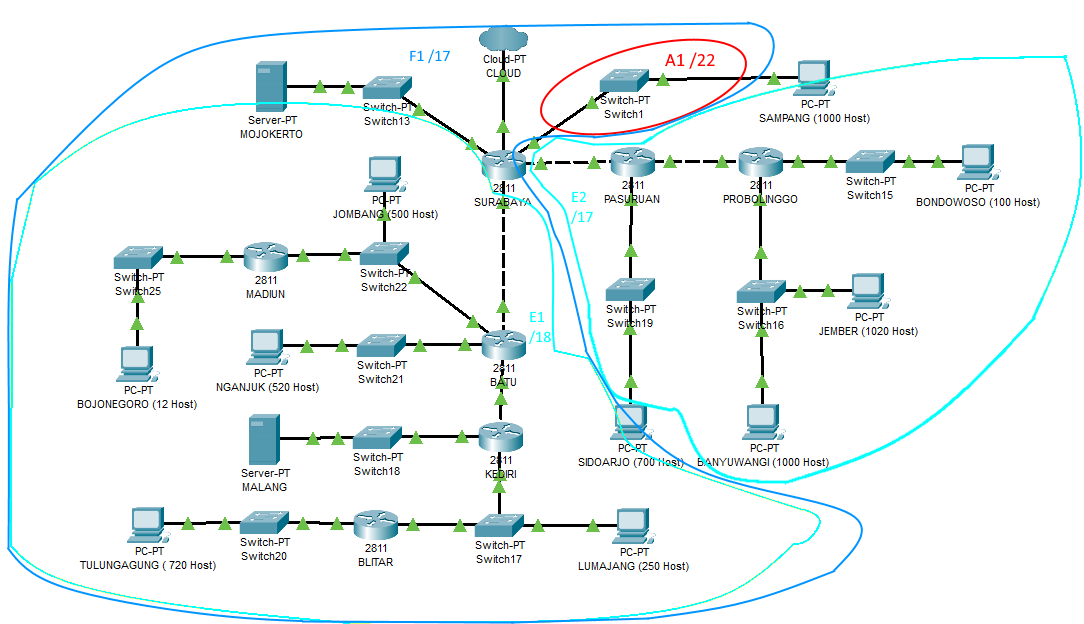 F1 /17
Cloud-PT
CLOUD
A1 /22
Switch-PT
Switch13
Server-PT
MOJOKERTO
Switch-PT
Switch1
PC-PT
SAMPANG (1000 Host)
2811
SURABAYA
2811
PASURUAN
2811
PROBOLINGGO
Switch-PT
Switch15
PC-PT
BONDOWOSO (100 Host)
E2
/17
PC-PT
JOMBANG (500 Host)
Switch-PT
Switch25
2811
MADIUN
Switch-PT
Switch22
Switch-PT
Switch19
Switch-PT
Switch16
PC-PT
JEMBER (1020 Host)
E1
/18
PC-PT
BOJONEGORO (12 Host)
PC-PT
NGANJUK (520 Host)
Switch-PT
Switch21
2811
BATU
Server-PT
MALANG
Switch-PT
Switch18
2811
KEDIRI
PC-PT
SIDOARJO (700 Host)
PC-PT
BANYUWANGI (1000 Host)
PC-PT
TULUNGAGUNG ( 720 Host)
Switch-PT
Switch20
2811
BLITAR
Switch-PT
Switch17
PC-PT
LUMAJANG (250 Host)